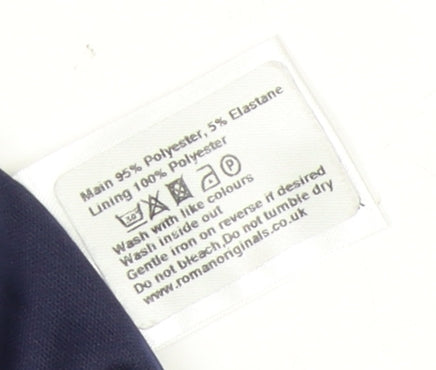 Main 95% Polyester, 5% Elastane
Lining 100% Polyester
30 P
Wash with like colours
Wash inside out
Gentle iron on reverse if desired
Do not bleach,Do not tumble dry
www.romanoriginals.co.uk